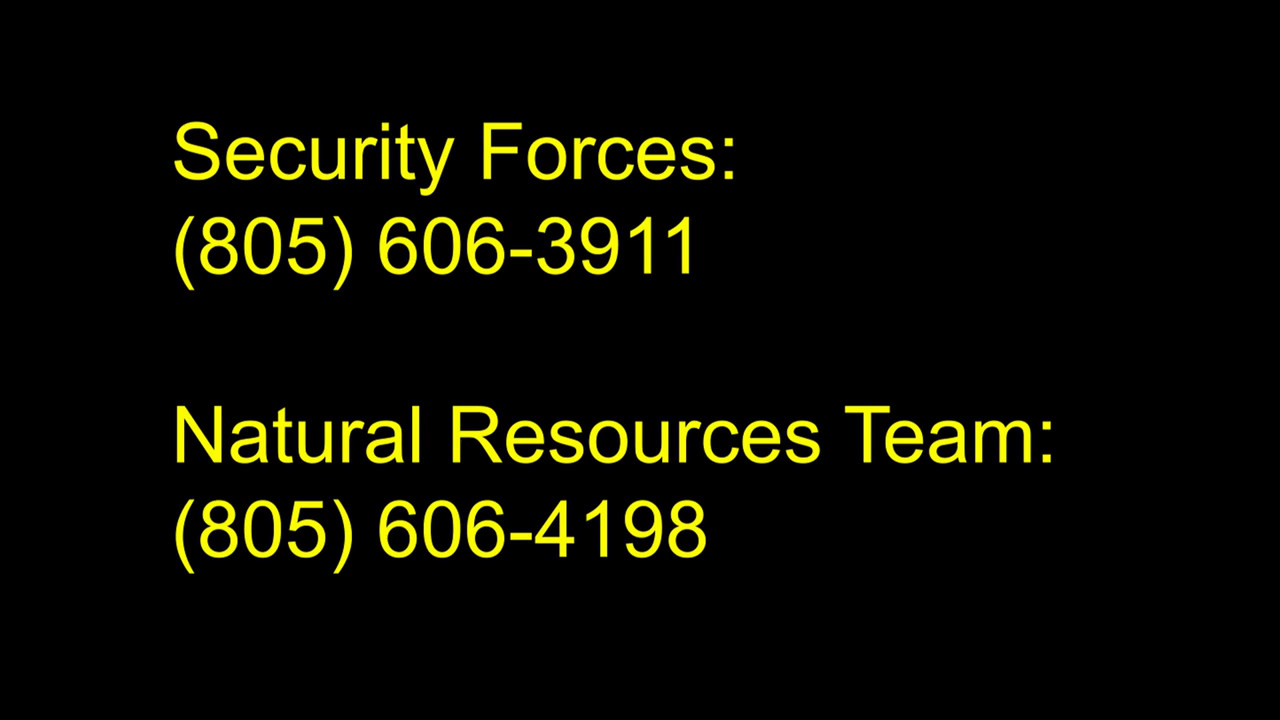 Security Forces:
(805) 606-3911
Natural Resources Team:
(805) 606-4198